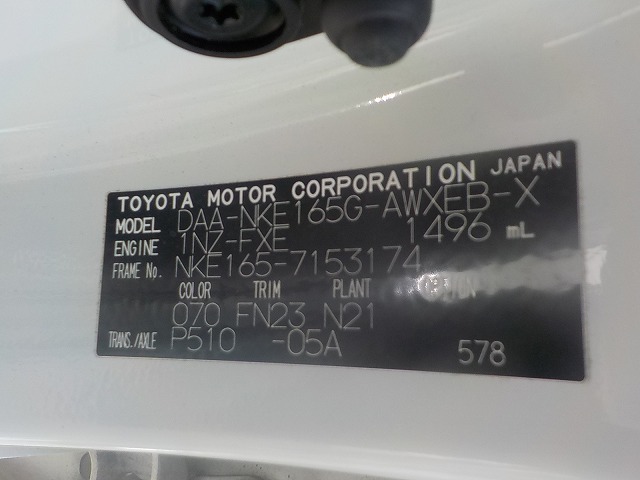 TOYOTA MOTOR CORPORATION JAPAN
MODEL DAA-NKE165G-AWXEB-X
ENGINE 1NZ-FXE 1496 mL
FRAME No. NKE165-7153174
COLOR TRIM PLANT
070 FN23 N21
TRANS./AXLE P510 -05A
578